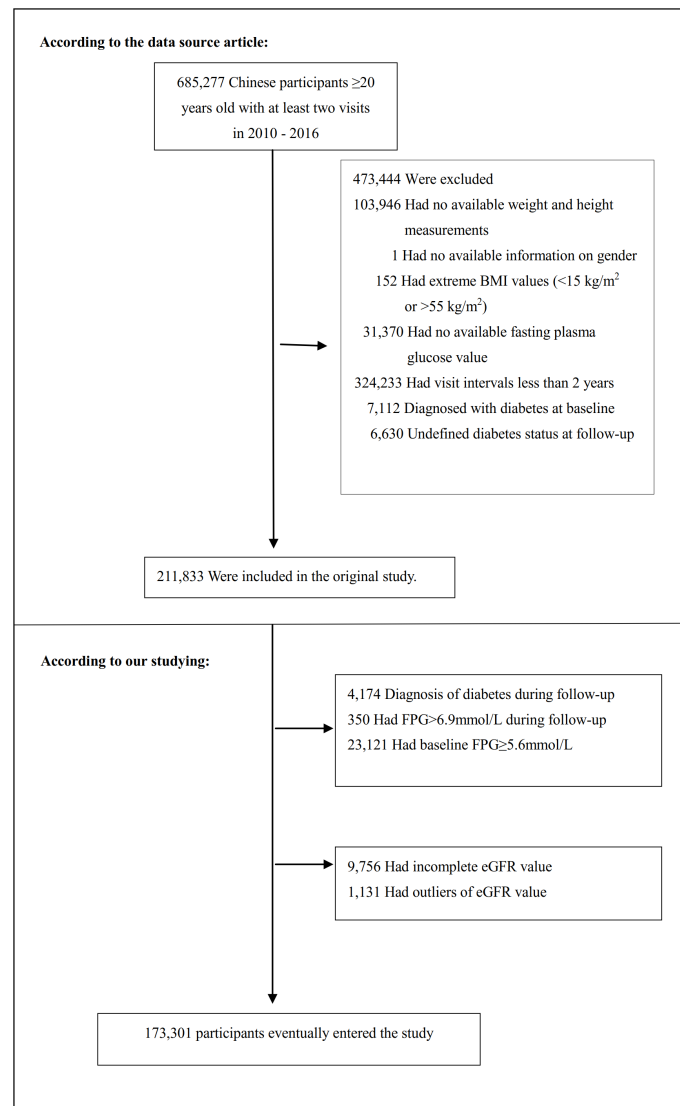 According to the data source article:
685,277 Chinese participants ≥20
years old with at least two visits
in 2010 - 2016
473,444 Were excluded
103,946 Had no available weight and height
measurements
1 Had no available information on gender
152 Had extreme BMI values (<15 kg/m²
or >55 kg/m²)
31,370 Had no available fasting plasma
glucose value
324,233 Had visit intervals less than 2 years
7,112 Diagnosed with diabetes at baseline
6,630 Undefined diabetes status at follow-up
211,833 Were included in the original study.
According to our studying:
4,174 Diagnosis of diabetes during follow-up
350 Had FPG>6.9mmol/L during follow-up
23,121 Had baseline FPG≥5.6mmol/L
9,756 Had incomplete eGFR value
1,131 Had outliers of eGFR value
173,301 participants eventually entered the study